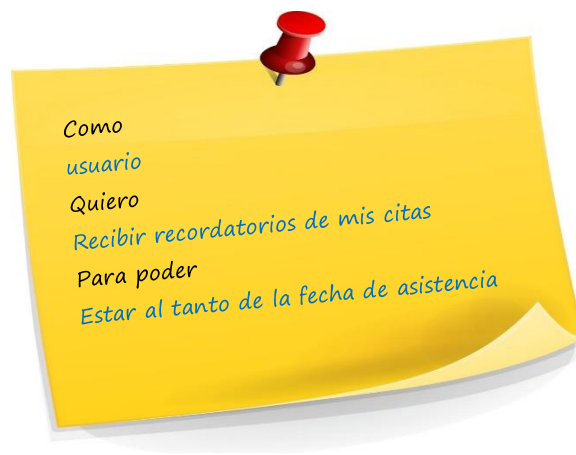 Como
usuario
Quiero
Recibir recordatorios de mis citas
Para poder
Estar al tanto de la fecha de asistencia